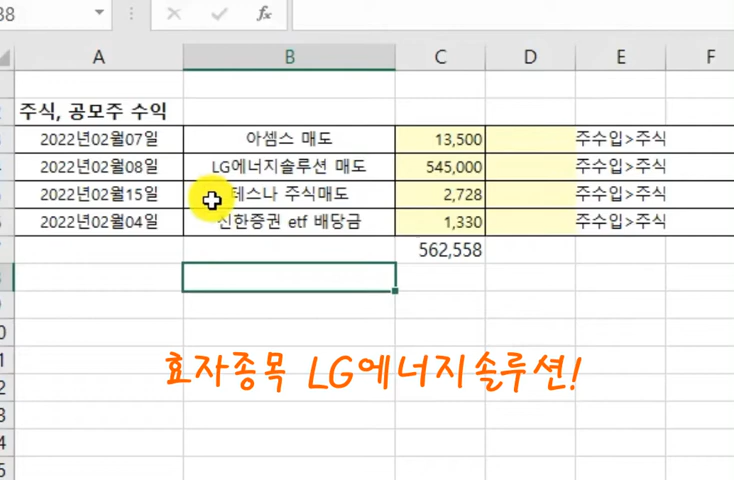 fx
A B C D E F
주식, 공모주 수익
2022년02월07일 아셈스 매도 13,500 주수입>주식
2022년02월08일 LG에너지솔루션 매도 545,000 주수입>주식
2022년02월15일 테스나 주식매도 2,728 주수입>주식
2022년02월04일 신한증권 etf 배당금 1,330 주수입>주식
562,558
효자종목 LG에너지솔루션!